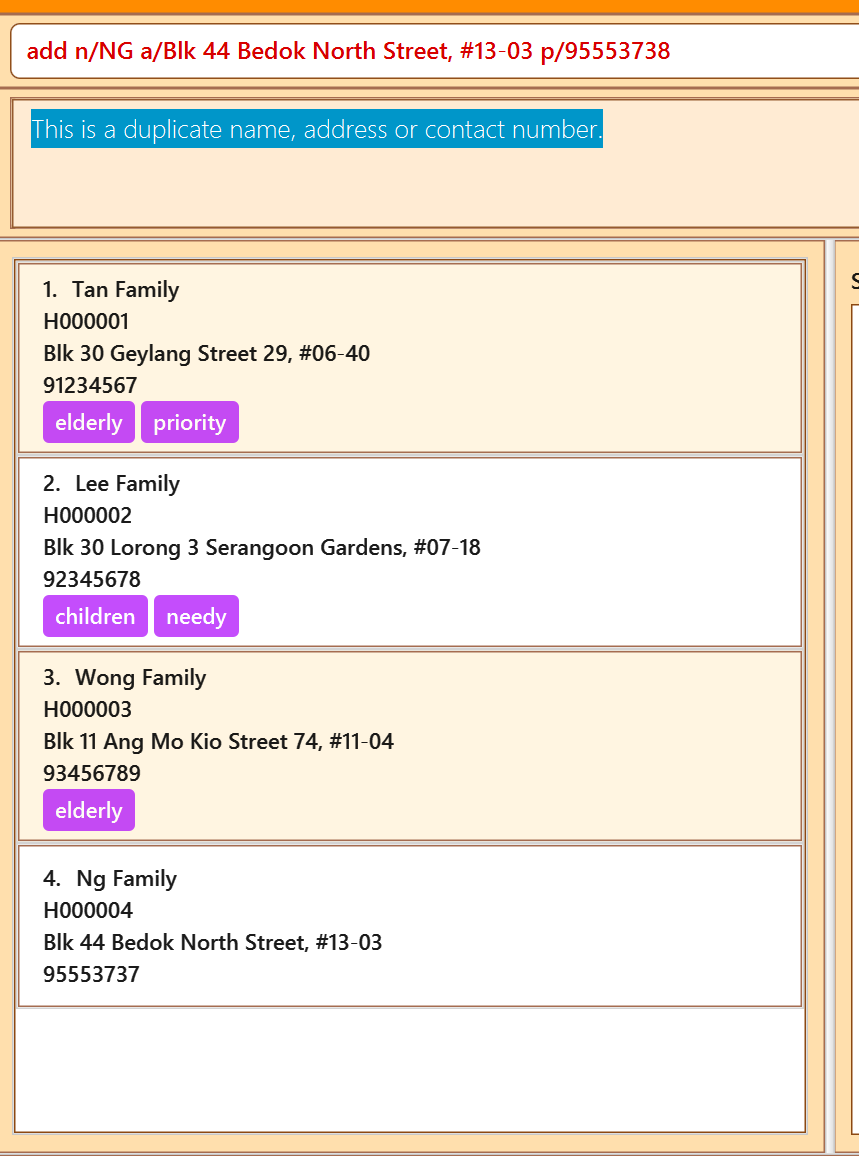 add n/NG a/Blk 44 Bedok North Street, #13-03 p/95553738
This is a duplicate name, address or contact number.
S
1. Tan Family
H000001
Blk 30 Geylang Street 29, #06-40
91234567
elderly priority
2. Lee Family
H000002
Blk 30 Lorong 3 Serangoon Gardens, #07-18
92345678
children needy
3. Wong Family
H000003
Blk 11 Ang Mo Kio Street 74, #11-04
93456789
elderly
4. Ng Family
H000004
Blk 44 Bedok North Street, #13-03
95553737